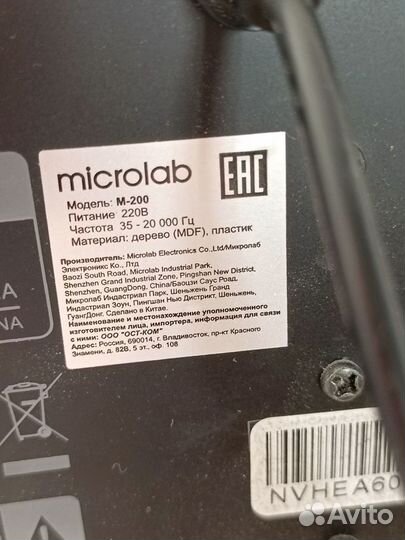 microlab
EAC
Модель: M-200
Питание 220В
Частота 35 - 20 000 Гц
Материал: дерево (MDF), пластик
Производитель: Microlab Electronics Co.,Ltd/Микролаб
Электроникс Ко., Лтд
Baozi South Road, Microlab Industrial Park,
Shenzhen Grand Industrial Zone, Pingshan New District,
Shenzhen, GuangDong, China/Баоцзи Саус Роад,
Микролаб Индастриал Парк, Шеньжень Гранд
Индастриал Зоун, Пингшан Нью Дистрикт, Шеньжень,
ГуангДонг. Сделано в Китае.
Наименование и местонахождение уполномоченного
изготовителем лица, импортера, информация для связи
с ними: ООО "ОСТ-КОМ"
Адрес: Россия, 690014, г. Владивосток, пр-кт Красного
Знамени, д. 82В, 5 эт., оф. 108
A
NA
NVHEA60
Avito